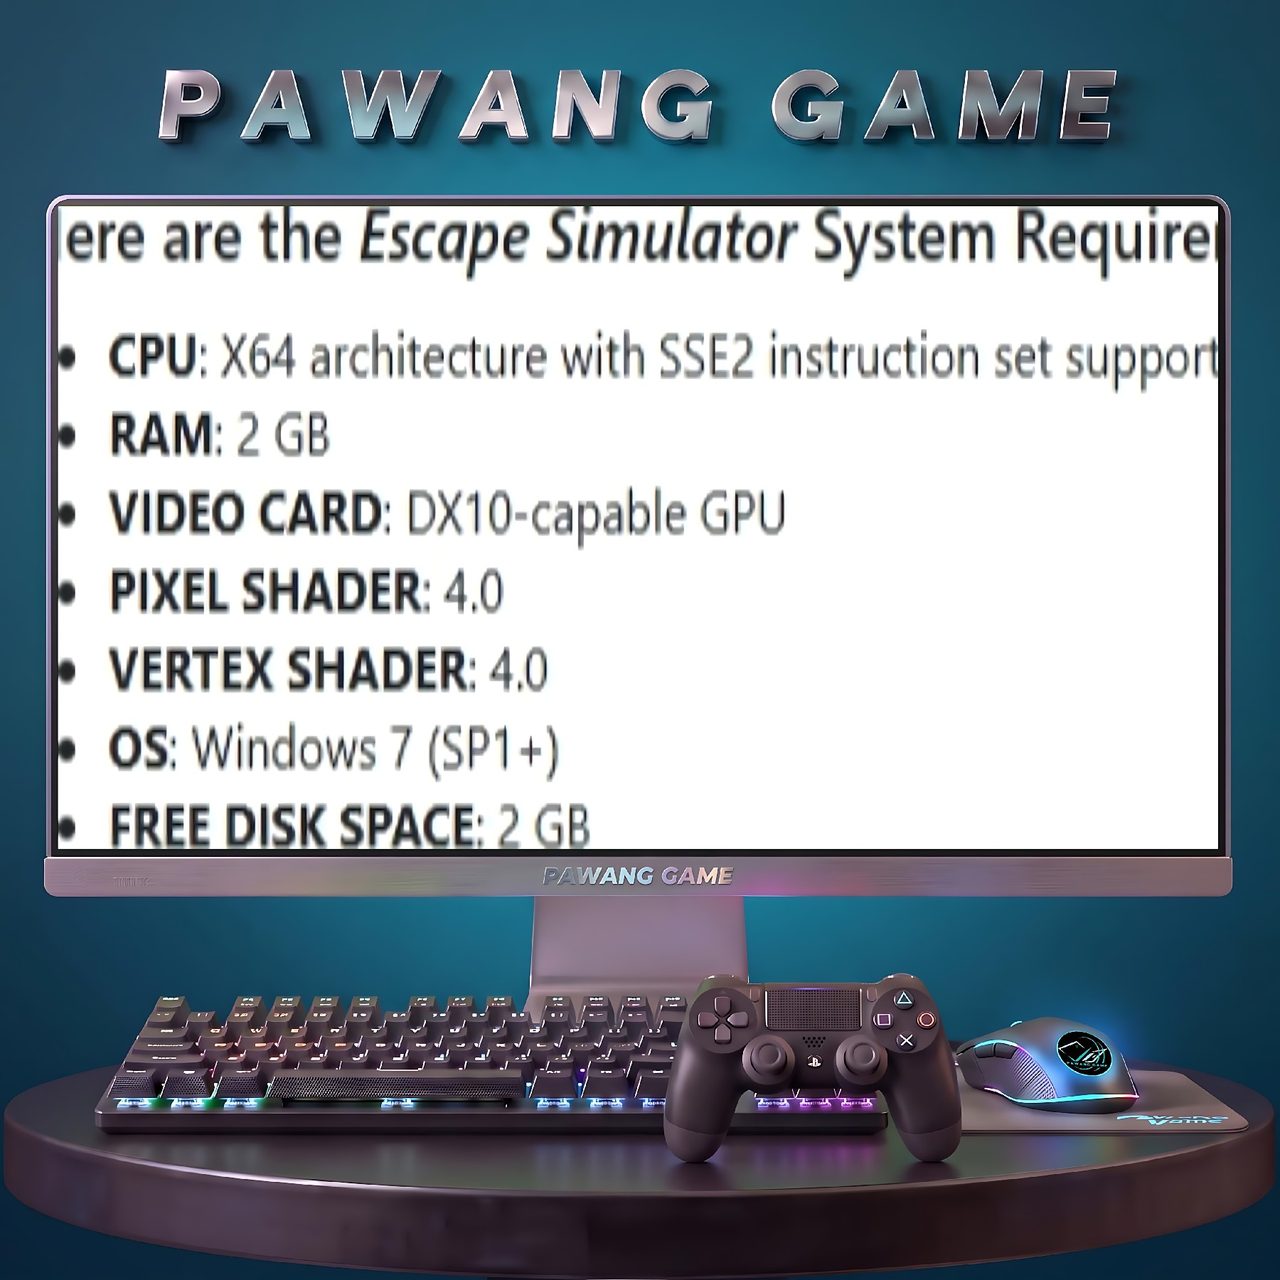 PAWANG GAME
ere are the Escape Simulator System Require
• CPU: X64 architecture with SSE2 instruction set support
• RAM: 2 GB
• VIDEO CARD: DX10-capable GPU
• PIXEL SHADER: 4.0
• VERTEX SHADER: 4.0
• OS: Windows 7 (SP1+)
• FREE DISK SPACE: 2 GB
PAWANG GAME